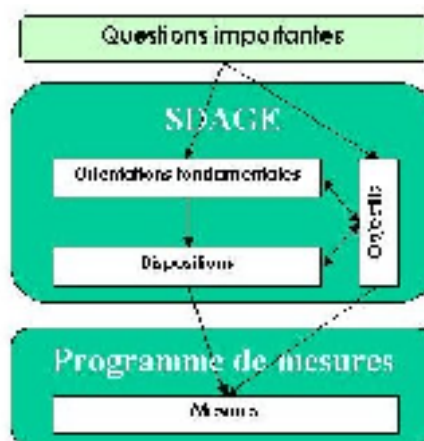 Questions importantes
SDAGE
Orientations fondamentales
Objectifs
Dispositions
Programme de mesures
Mesures